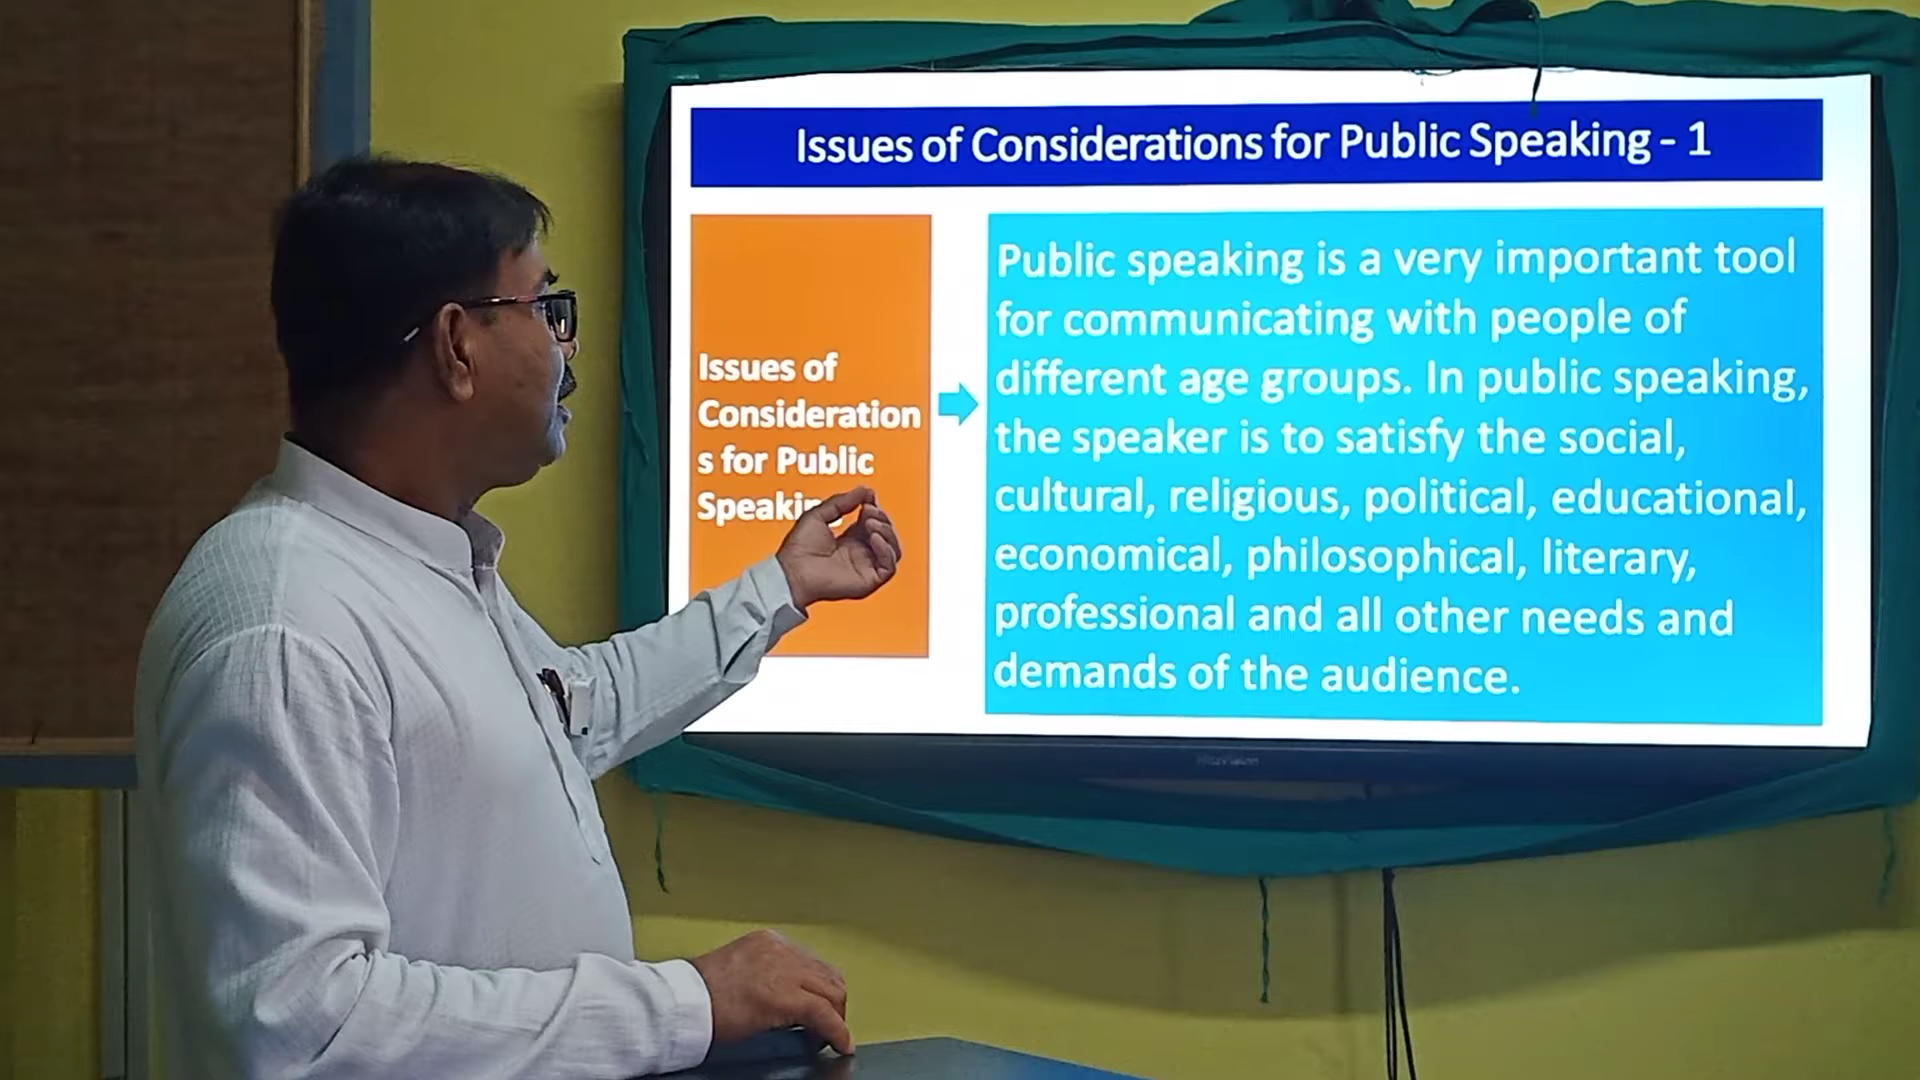 Issues of Considerations for Public Speaking - 1
Issues of
Consideration
s for Public
Public speaking is a very important tool
for communicating with people of
different age groups. In public speaking,
the speaker is to satisfy the social,
cultural, religious, political, educational,
economical, philosophical, literary,
professional and all other needs and
demands of the audience.